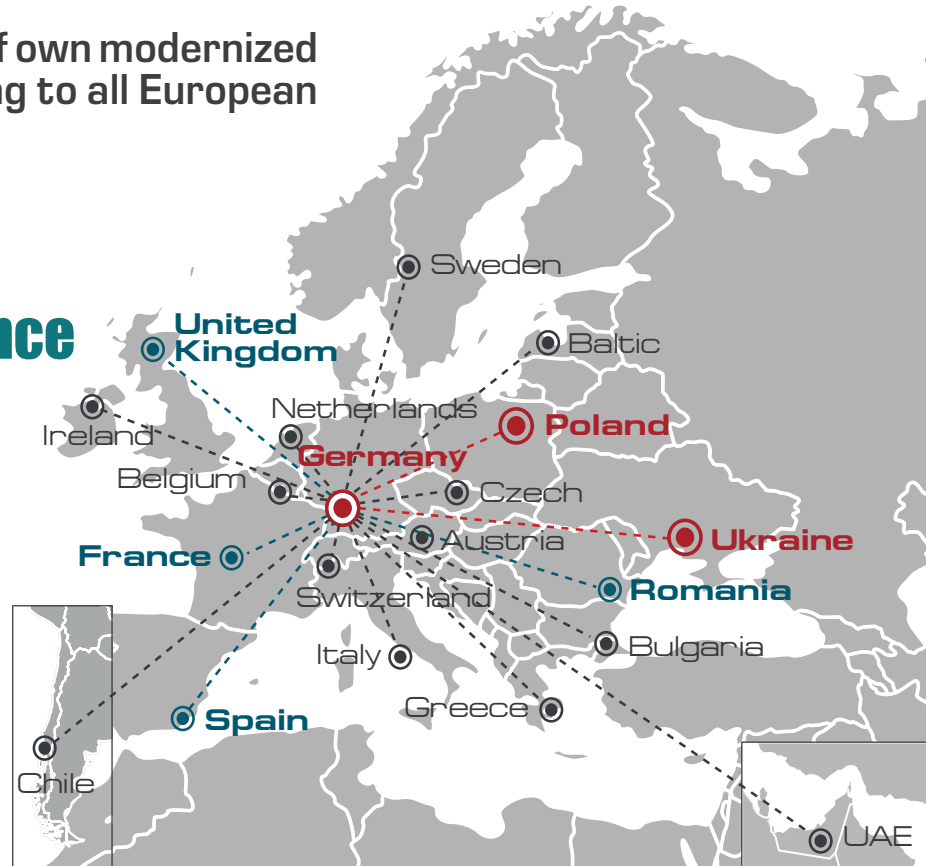 f own modernized
g to all European
nce
Sweden
United
Kingdom
Baltic
Netherlands
Ireland
Poland
Germany
Belgium
Czech
Austria
Ukraine
France
Switzerland
Romania
Italy
Bulgaria
Greece
Spain
Chile
UAE